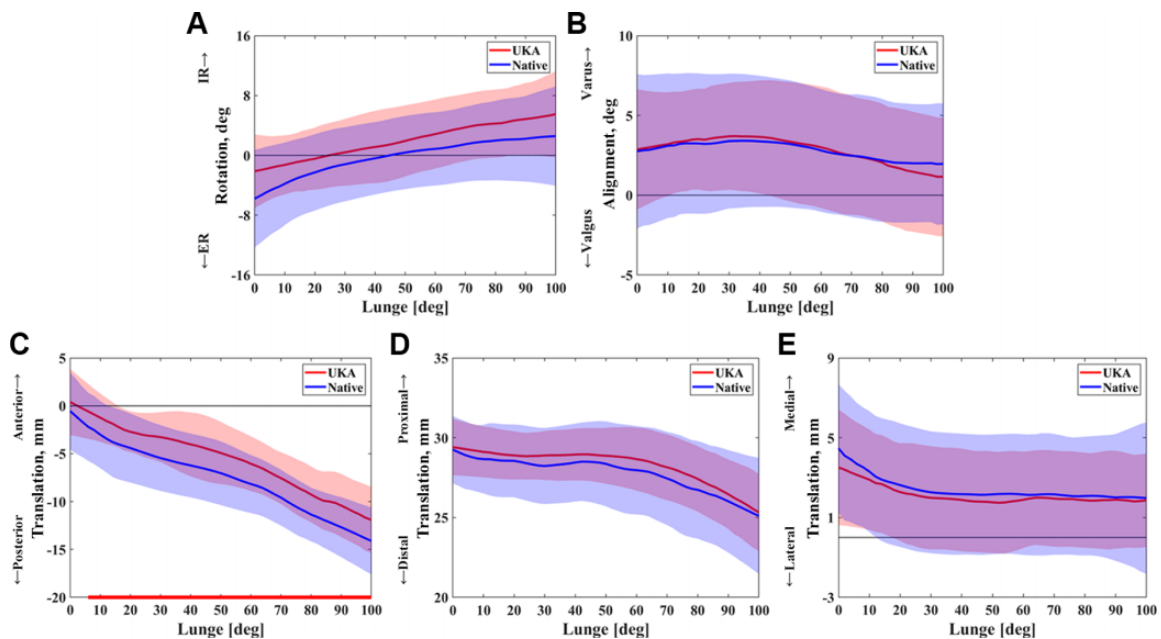 A
16
8
0
-8
-16
IR→
Rotation, deg
←ER
UKA
Native
0 10 20 30 40 50 60 70 80 90 100
Lunge [deg]
B
10
5
0
-5
Varus→
Alignment, deg
←Valgus
UKA
Native
0 10 20 30 40 50 60 70 80 90 100
Lunge [deg]
C
5
0
-5
-10
-15
-20
Anterior→
Translation, mm
←Posterior
UKA
Native
0 10 20 30 40 50 60 70 80 90 100
Lunge [deg]
D
35
30
25
20
Proximal→
Translation, mm
←Distal
UKA
Native
0 10 20 30 40 50 60 70 80 90 100
Lunge [deg]
E
9
5
1
-3
Medial→
Translation, mm
←Lateral
UKA
Native
0 10 20 30 40 50 60 70 80 90 100
Lunge [deg]